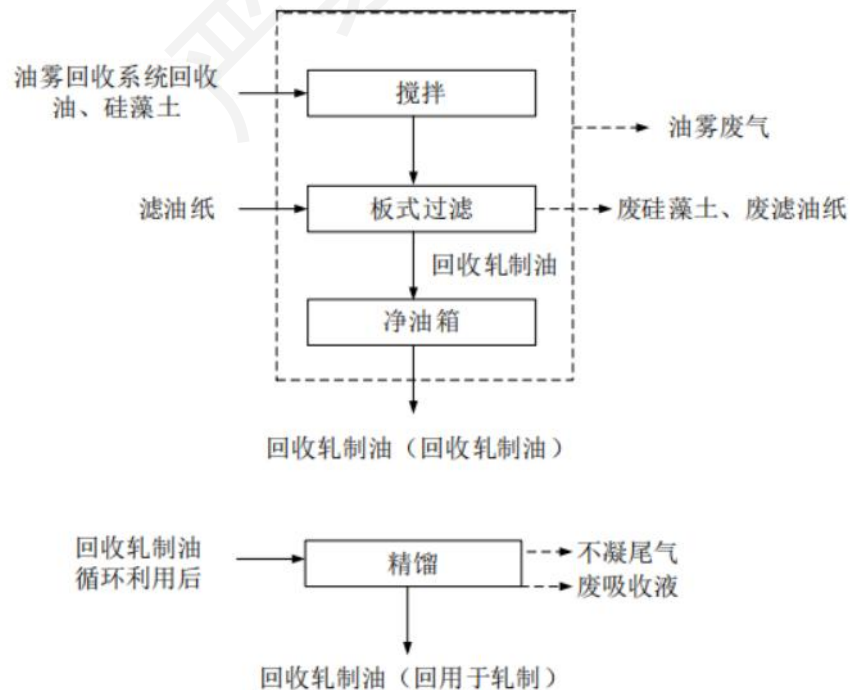 油雾回收系统回收
油、硅藻土
搅拌
油雾废气
滤油纸
板式过滤
废硅藻土、废滤油纸
回收轧制油
净油箱
回收轧制油（回收轧制油）
回收轧制油
循环利用后
精馏
不凝尾气
废吸收液
回收轧制油（回用于轧制）